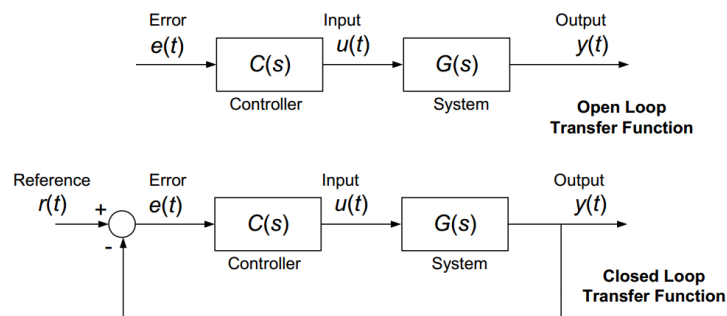 Error Input Output
e(t) u(t) y(t)
C(s) G(s)
Controller System
Open Loop
Transfer Function
Reference Error Input Output
r(t) + e(t) u(t) y(t)
C(s) G(s)
-
Controller System
Closed Loop
Transfer Function